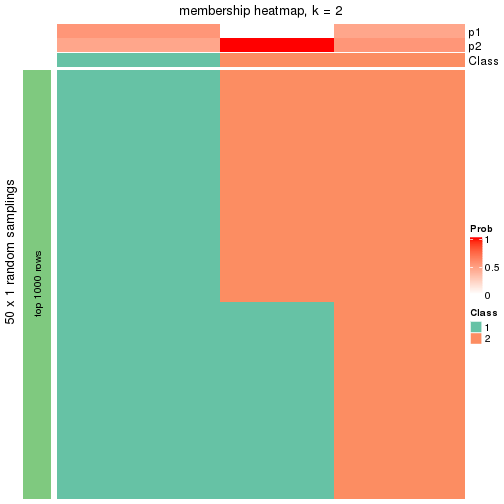 membership heatmap, k = 2
p1
p2
Class
50 x 1 random samplings
top 1000 rows
Prob
1
0.5
0
Class
1
2